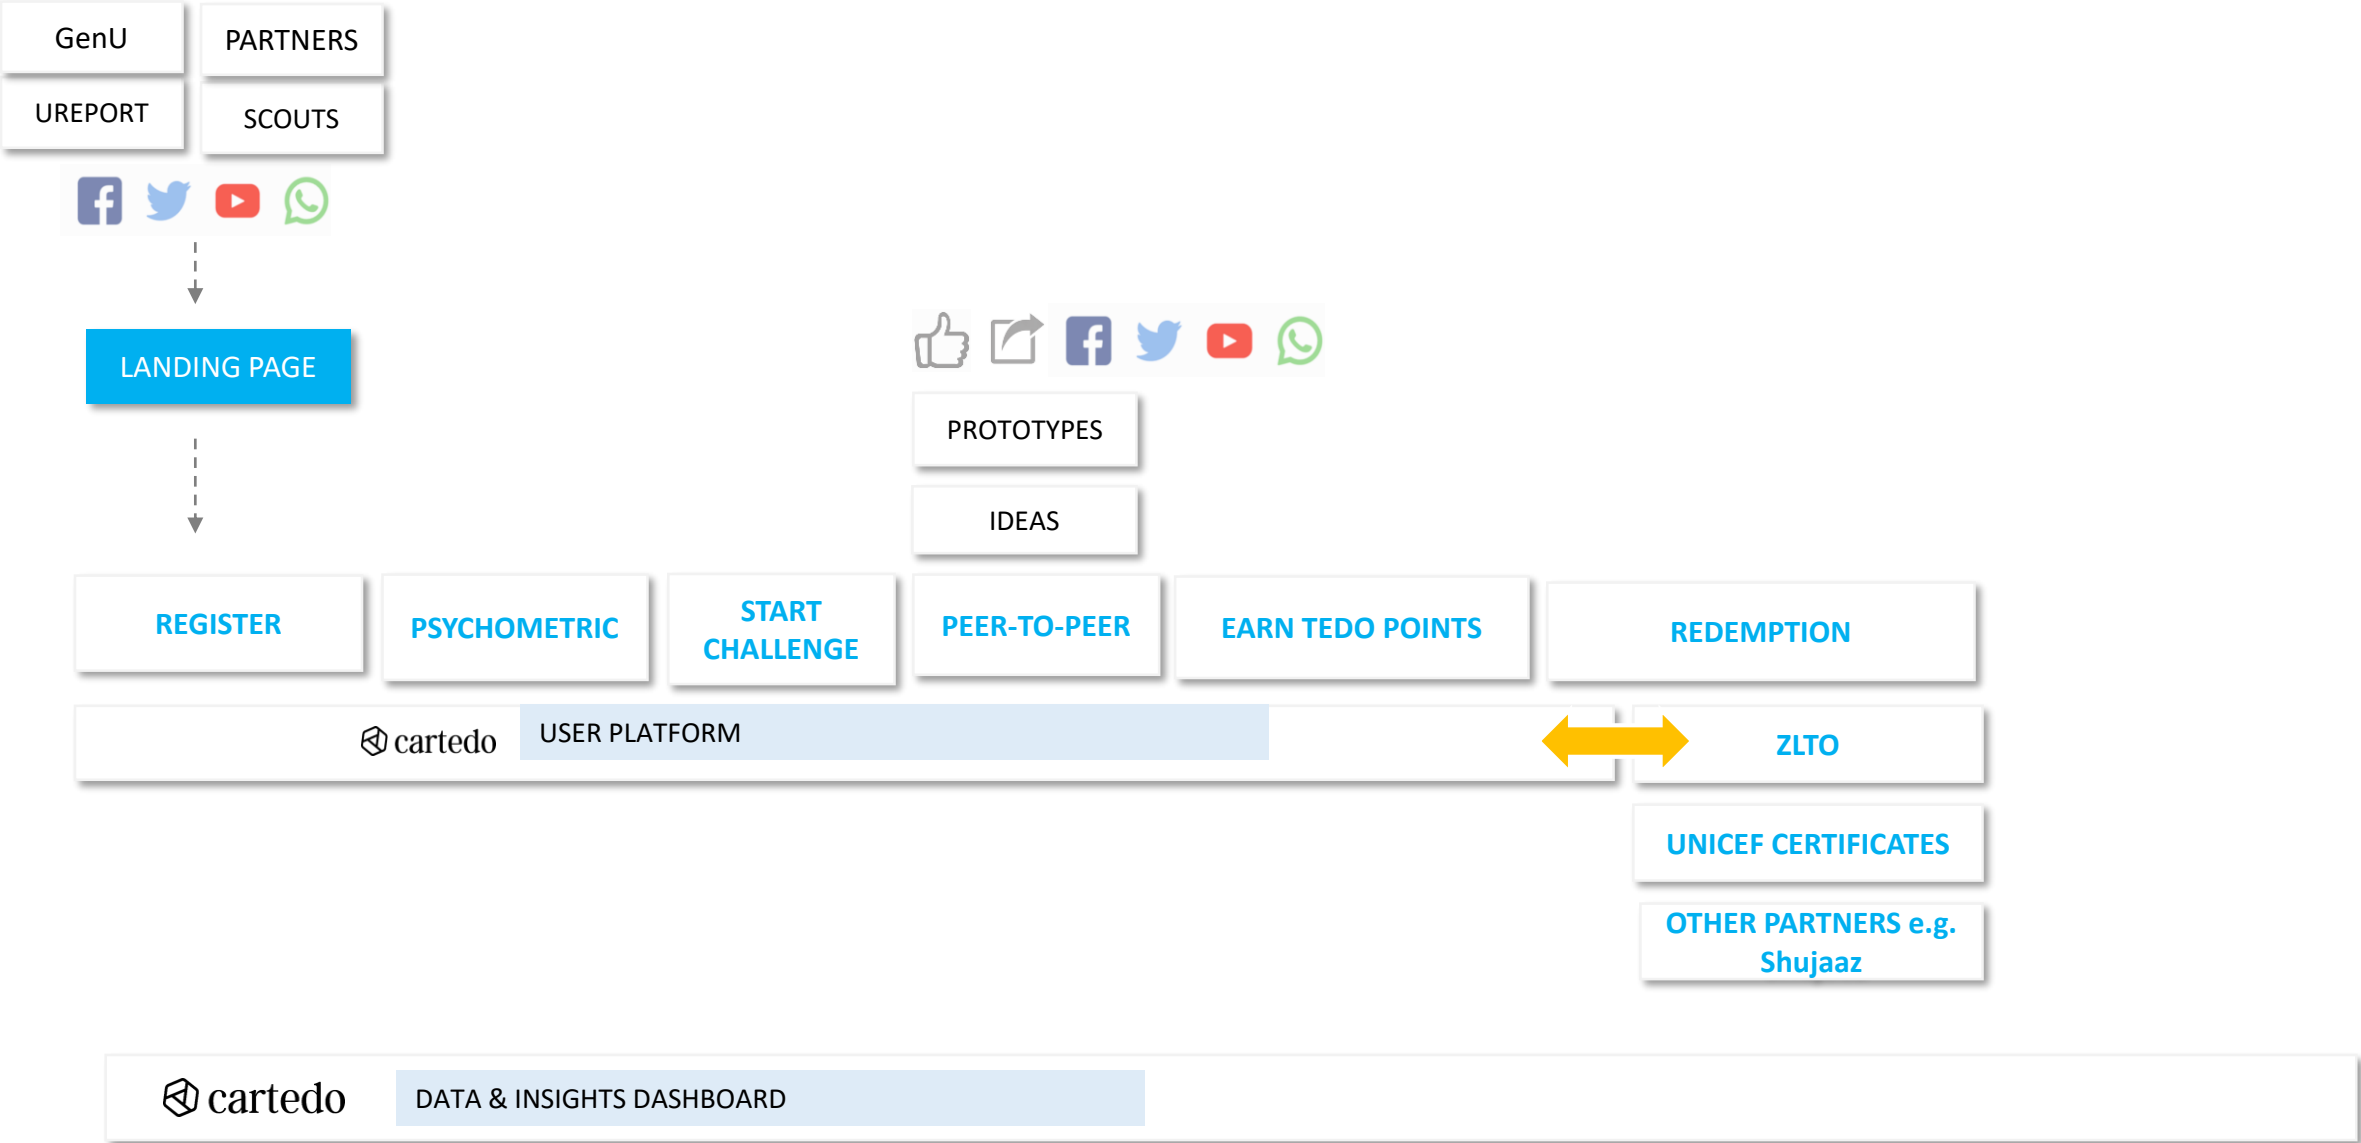 GenU
PARTNERS
UREPORT
SCOUTS
LANDING PAGE
PROTOTYPES
IDEAS
REGISTER
PSYCHOMETRIC
START
CHALLENGE
PEER-TO-PEER
EARN TEDO POINTS
REDEMPTION
cartedo
USER PLATFORM
ZLTO
UNICEF CERTIFICATES
OTHER PARTNERS e.g.
Shujaaz
cartedo
DATA & INSIGHTS DASHBOARD